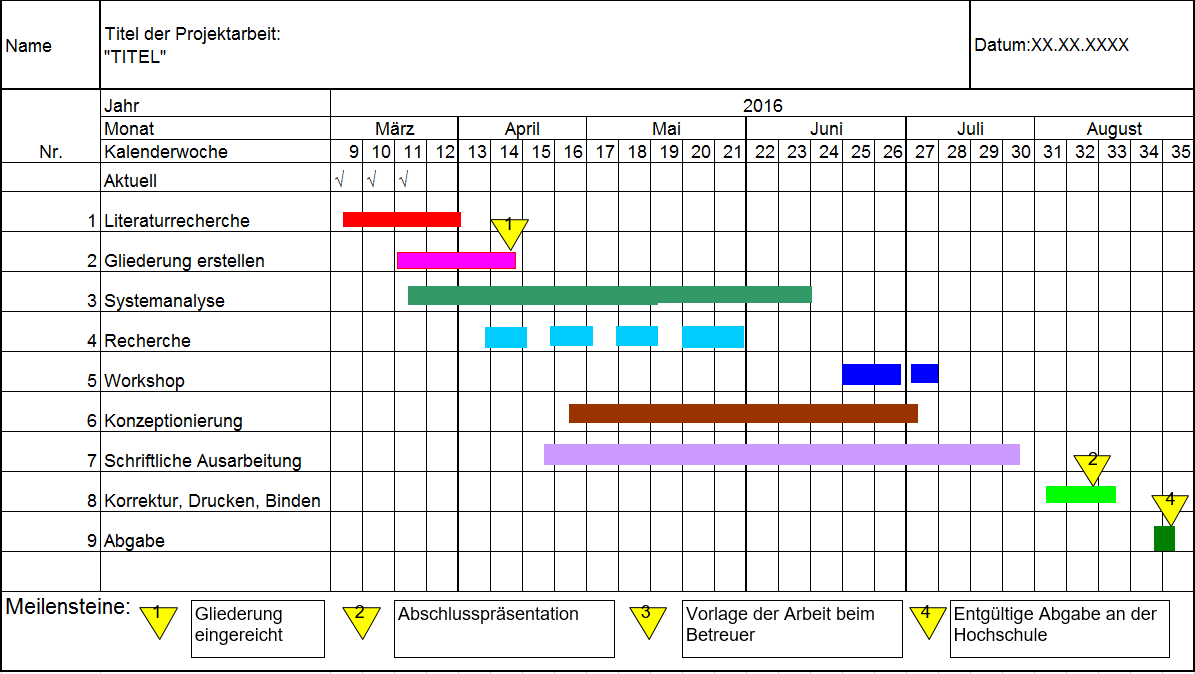 Name
Titel der Projektarbeit:
"TITEL"
Datum:XX.XX.XXXX
Nr.
Jahr 2016
Monat März April Mai Juni Juli August
Kalenderwoche 9 10 11 12 13 14 15 16 17 18 19 20 21 22 23 24 25 26 27 28 29 30 31 32 33 34 35
Aktuell √ √ √
1 Literaturrecherche
1
2 Gliederung erstellen
3 Systemanalyse
4 Recherche
5 Workshop
6 Konzeptionierung
7 Schriftliche Ausarbeitung
2
8 Korrektur, Drucken, Binden
4
9 Abgabe
Meilensteine:
1 Gliederung
eingereicht
2 Abschlusspräsentation
3 Vorlage der Arbeit beim
Betreuer
4 Entgültige Abgabe an der
Hochschule